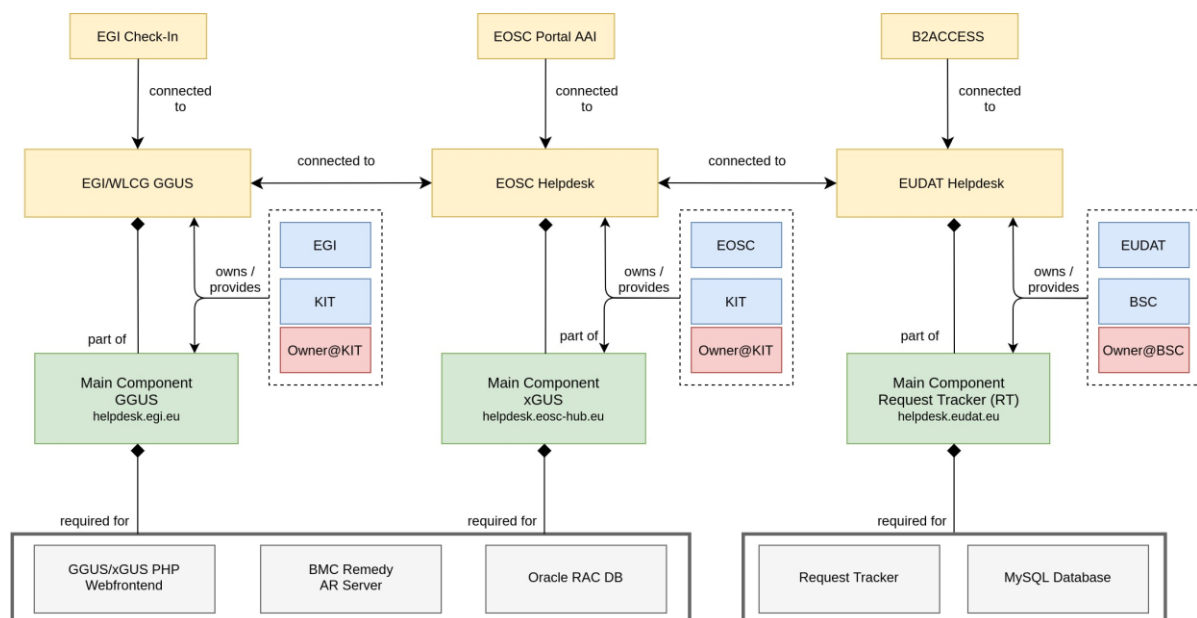 EGI Check-In
EOSC Portal AAI
B2ACCESS
connected
to
connected
to
connected
to
EGI/WLCG GGUS
connected to
EOSC Helpdesk
connected to
EUDAT Helpdesk
EGI
KIT
Owner@KIT
owns /
provides
part of
EOSC
KIT
Owner@KIT
owns /
provides
part of
EUDAT
BSC
Owner@BSC
owns /
provides
part of
Main Component
GGUS
helpdesk.egi.eu
Main Component
xGUS
helpdesk.eosc-hub.eu
Main Component
Request Tracker (RT)
helpdesk.eudat.eu
required for
required for
required for
GGUS/xGUS PHP
Webfrontend
BMC Remedy
AR Server
Oracle RAC DB
Request Tracker
MySQL Database